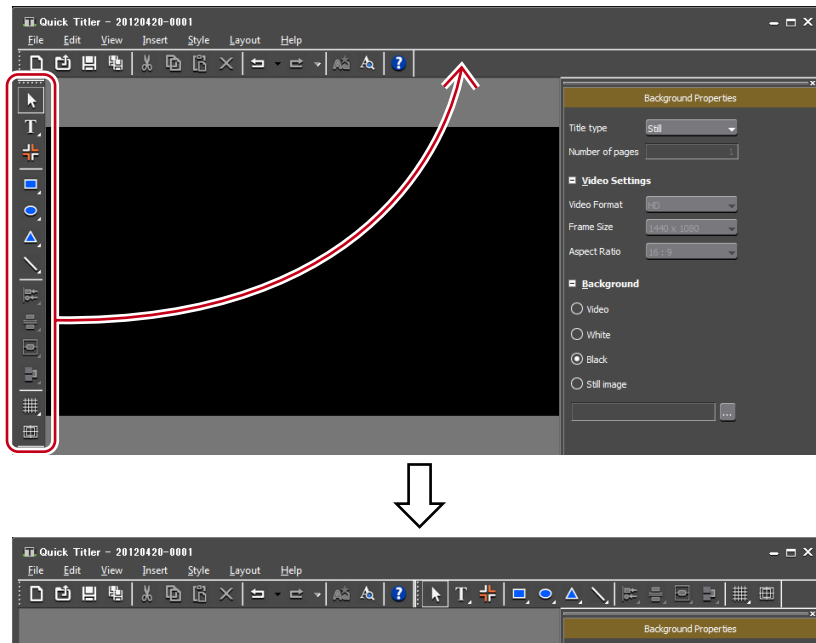 Quick Titler - 20120420-0001
File Edit View Insert Style Layout Help
Background Properties
Title type Still
Number of pages 1
Video Settings
Video Format HD
Frame Size 1440 x 1080
Aspect Ratio 16 : 9
Background
Video
White
Black
Still image
...
Quick Titler - 20120420-0001
File Edit View Insert Style Layout Help
Background Properties